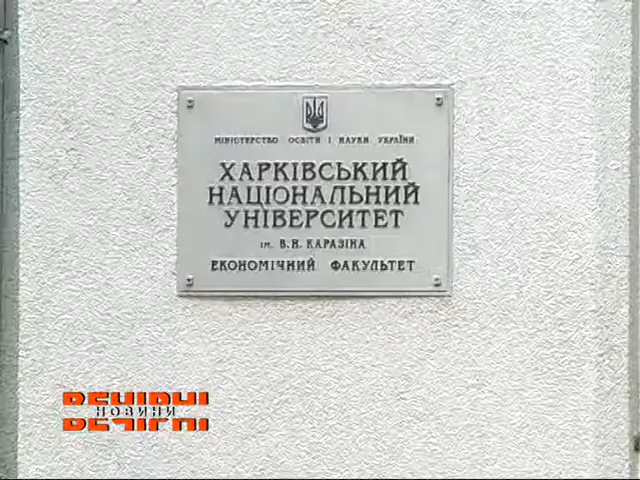 МІНІСТЕРСТВО ОСВІТИ І НАУКИ УКРАЇНИ
ХАРКІВСЬКИЙ
НАЦІОНАЛЬНИЙ
УНІВЕРСИТЕТ
ІМ. В.Н. КАРАЗІНА
ЕКОНОМІЧНИЙ ФАКУЛЬТЕТ
ВЕЧІРНІ
НОВИНИ